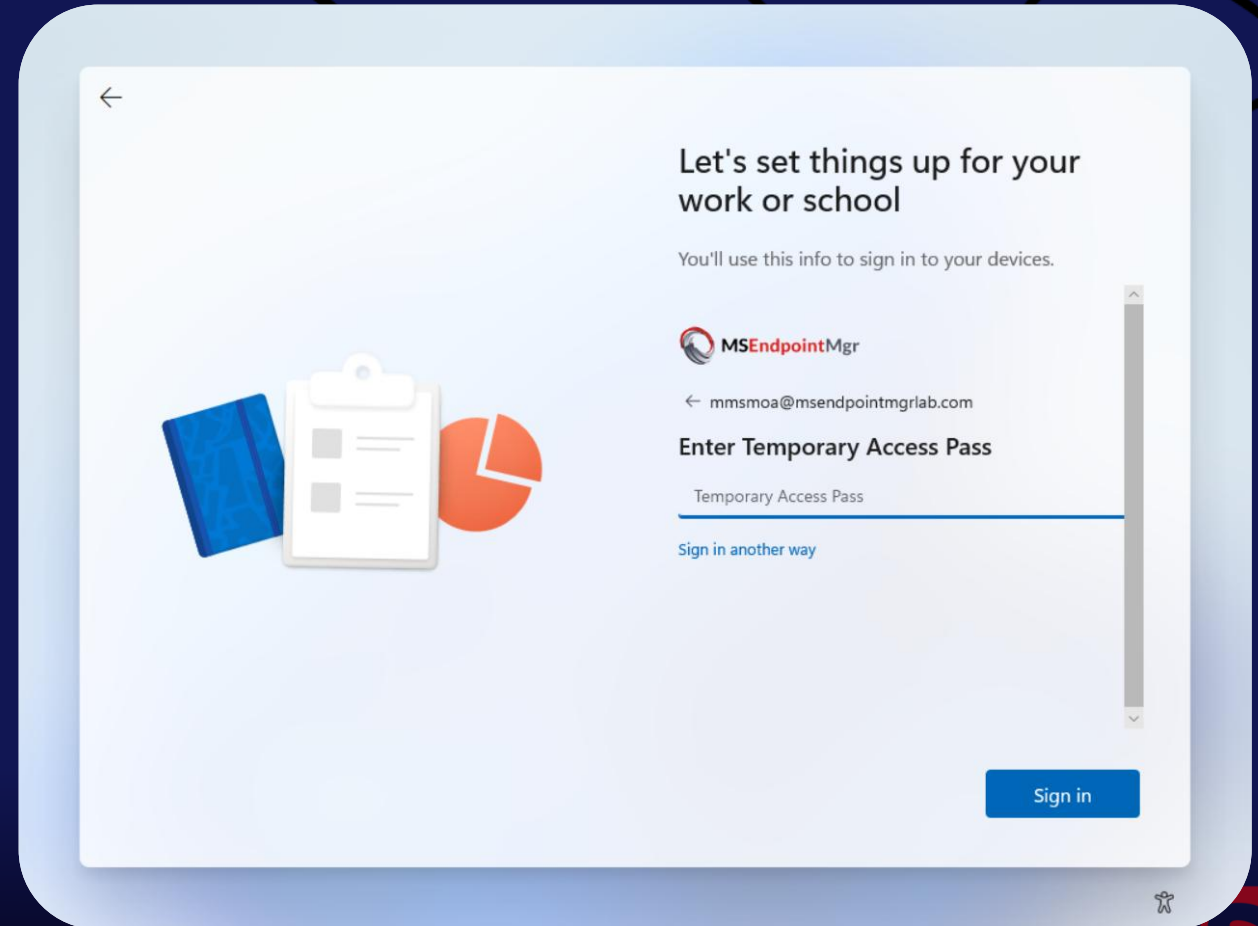 Let's set things up for your
work or school
You'll use this info to sign in to your devices.
MSEndpointMgr
mmsmoa@msendpointmgrlab.com
Enter Temporary Access Pass
Temporary Access Pass
Sign in another way
Sign in